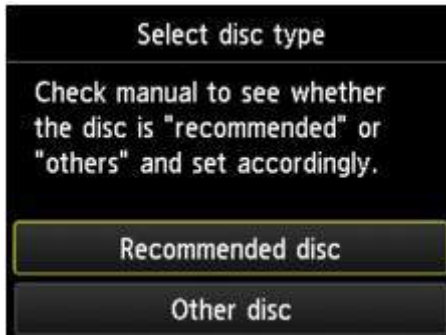 Select disc type
Check manual to see whether
the disc is "recommended" or
"others" and set accordingly.
Recommended disc
Other disc